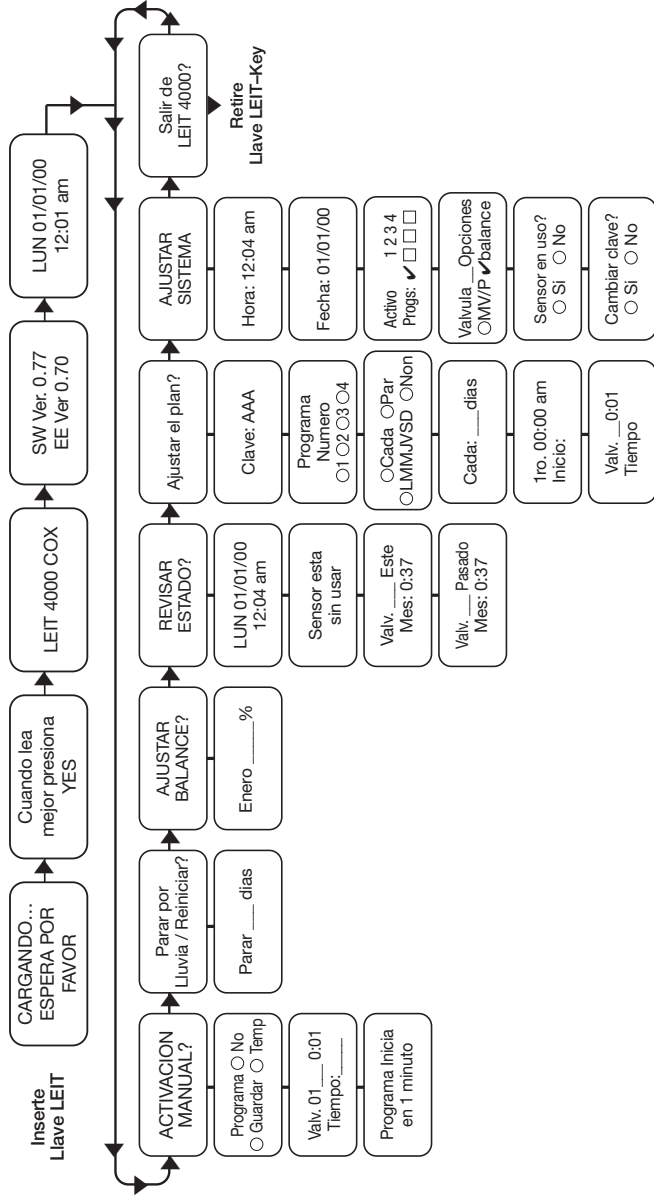 Inserte
Llave LEIT
CARGANDO...
ESPERA POR
FAVOR
Cuando lea
mejor presiona
YES
LEIT 4000 COX
SW Ver. 0.77
EE Ver 0.70
LUN 01/01/00
12:01 am
ACTIVACION
MANUAL?
Programa ○ No
○ Guardar ○ Temp
Valv. 01__ 0:01
Tiempo:____
Programa Inicia
en 1 minuto
Parar por
Lluvia / Reiniciar?
Parar ___ dias
AJUSTAR
BALANCE?
Enero ____%
REVISAR
ESTADO?
LUN 01/01/00
12:04 am
Sensor esta
sin usar
Valv. ___ Este
Mes: 0:37
Valv. ___ Pasado
Mes: 0:37
Ajustar el plan?
Clave: AAA
Programa
Numero
○1 ○2 ○3 ○4
○Cada ○Par
○LMMJVSD ○Non
Cada: ___dias
1ro. 00:00 am
Inicio:
Valv. __0:01
Tiempo
AJUSTAR
SISTEMA
Hora: 12:04 am
Fecha: 01/01/00
Activo 1 2 3 4
Progs: ✔ □ □ □
Valvula __Opciones
○MV/P ✔balance
Sensor en uso?
○ Si ○ No
Cambiar clave?
○ Si ○ No
Salir de
LEIT 4000?
Retire
Llave LEIT–Key